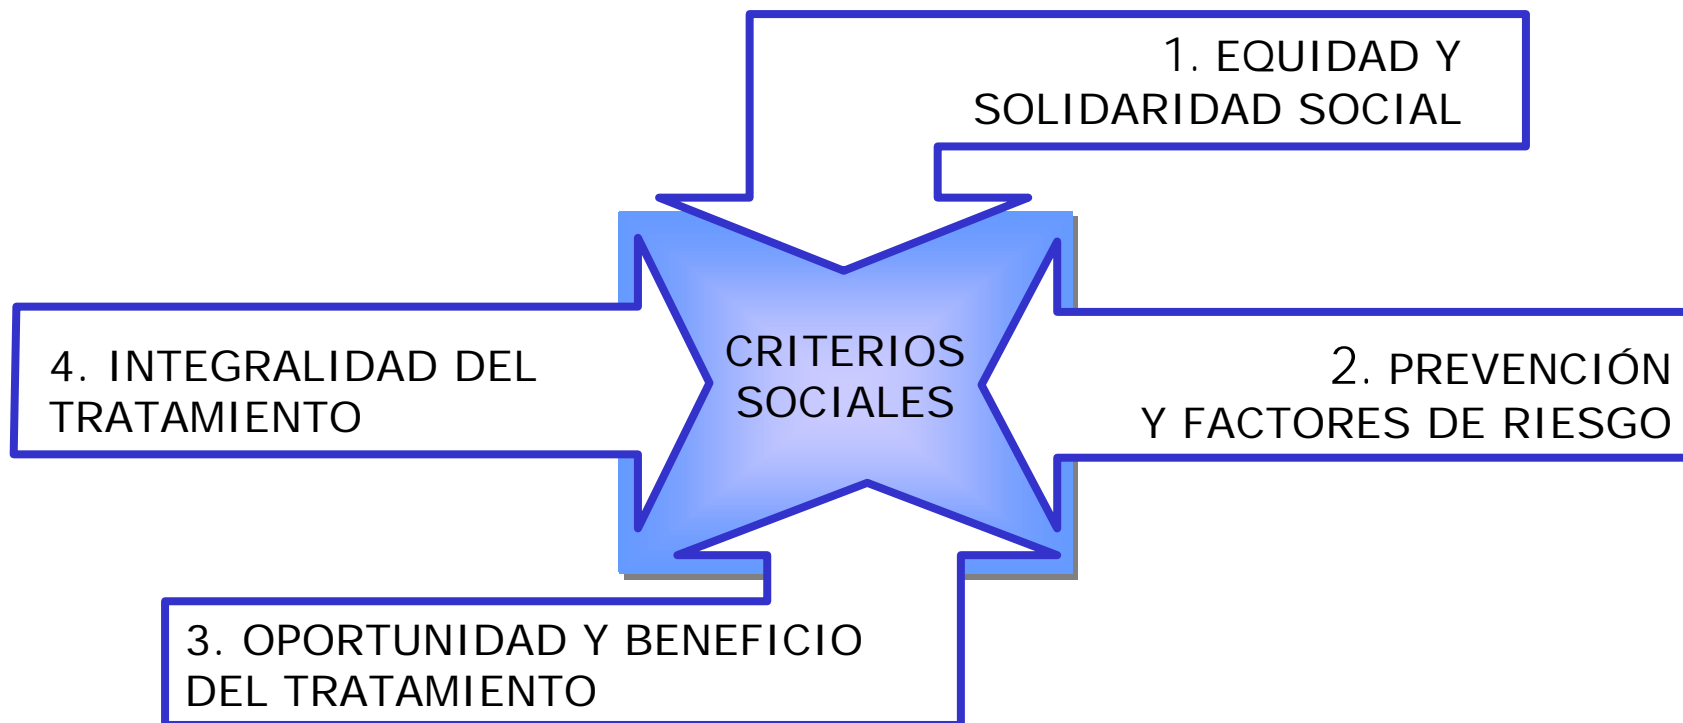 1. EQUIDAD Y
SOLIDARIDAD SOCIAL
CRITERIOS
SOCIALES
2. PREVENCIÓN
Y FACTORES DE RIESGO
3. OPORTUNIDAD Y BENEFICIO
DEL TRATAMIENTO
4. INTEGRALIDAD DEL
TRATAMIENTO